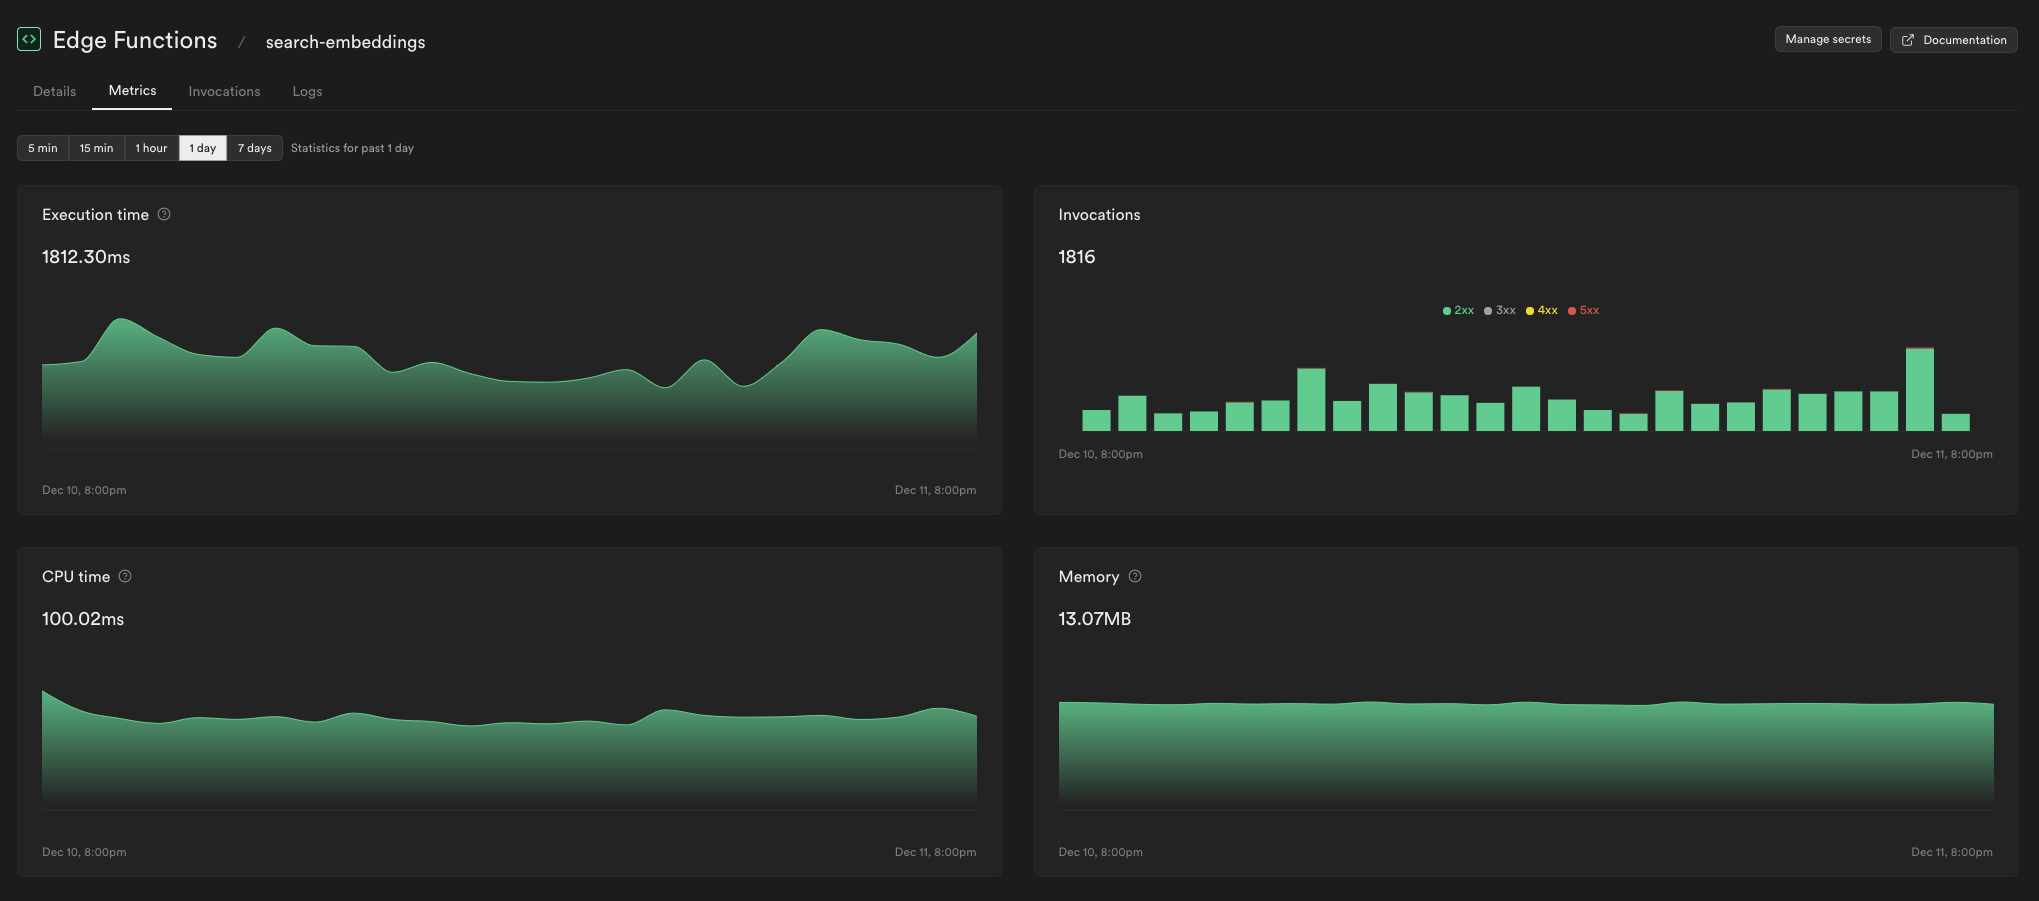 Edge Functions / search-embeddings
Manage secrets
Documentation
Details Metrics Invocations Logs
5 min 15 min 1 hour 1 day 7 days Statistics for past 1 day
Execution time
1812.30ms
Dec 10, 8:00pm Dec 11, 8:00pm
Invocations
1816
2xx 3xx 4xx 5xx
Dec 10, 8:00pm Dec 11, 8:00pm
CPU time
100.02ms
Dec 10, 8:00pm Dec 11, 8:00pm
Memory
13.07MB
Dec 10, 8:00pm Dec 11, 8:00pm